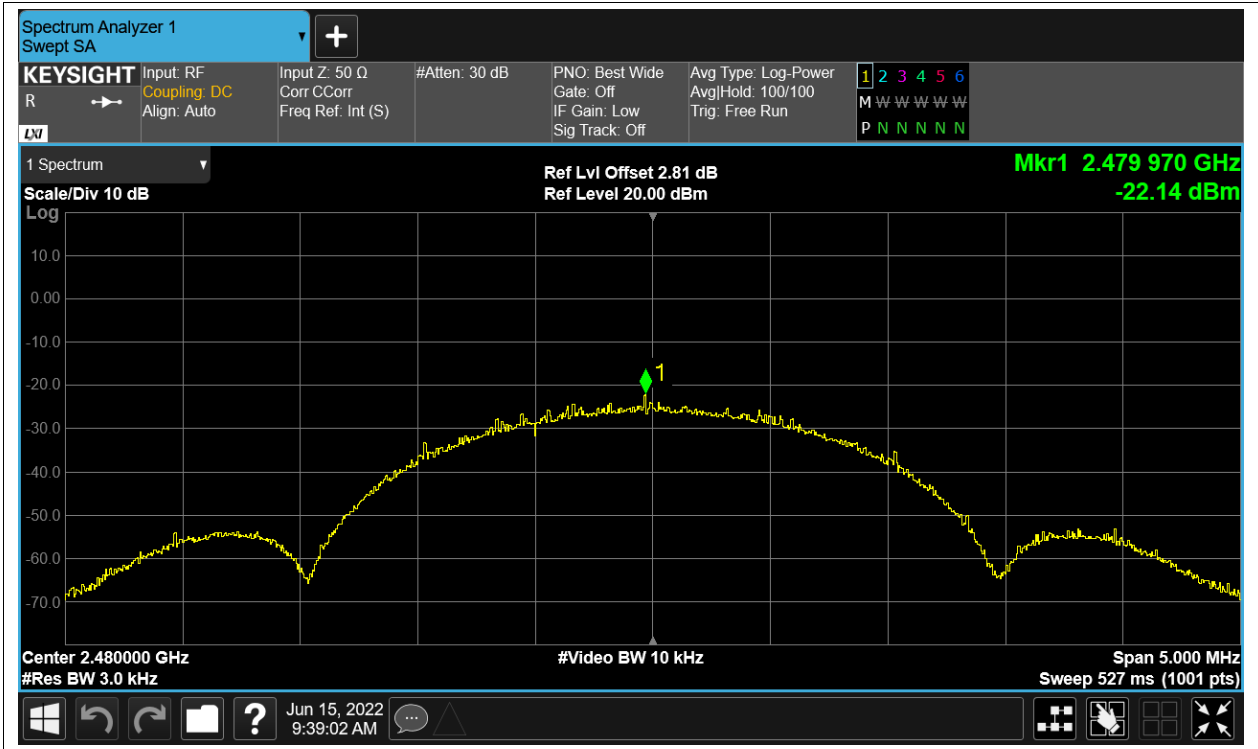 Spectrum Analyzer 1
Swept SA
KEYSIGHT
R
LXI
Input: RF
Coupling: DC
Align: Auto
Input Z: 50 Ω
Corr CCorr
Freq Ref: Int (S)
#Atten: 30 dB
PNO: Best Wide
Gate: Off
IF Gain: Low
Sig Track: Off
Avg Type: Log-Power
Avg|Hold: 100/100
Trig: Free Run
1 2 3 4 5 6
M W W W W W
P N N N N N
1 Spectrum
Scale/Div 10 dB
Log
Ref Lvl Offset 2.81 dB
Ref Level 20.00 dBm
Mkr1 2.479 970 GHz
-22.14 dBm
10.0
0.00
-10.0
-20.0
-30.0
-40.0
-50.0
-60.0
-70.0
1
Center 2.480000 GHz
#Res BW 3.0 kHz
#Video BW 10 kHz
Span 5.000 MHz
Sweep 527 ms (1001 pts)
?
Jun 15, 2022
9:39:02 AM